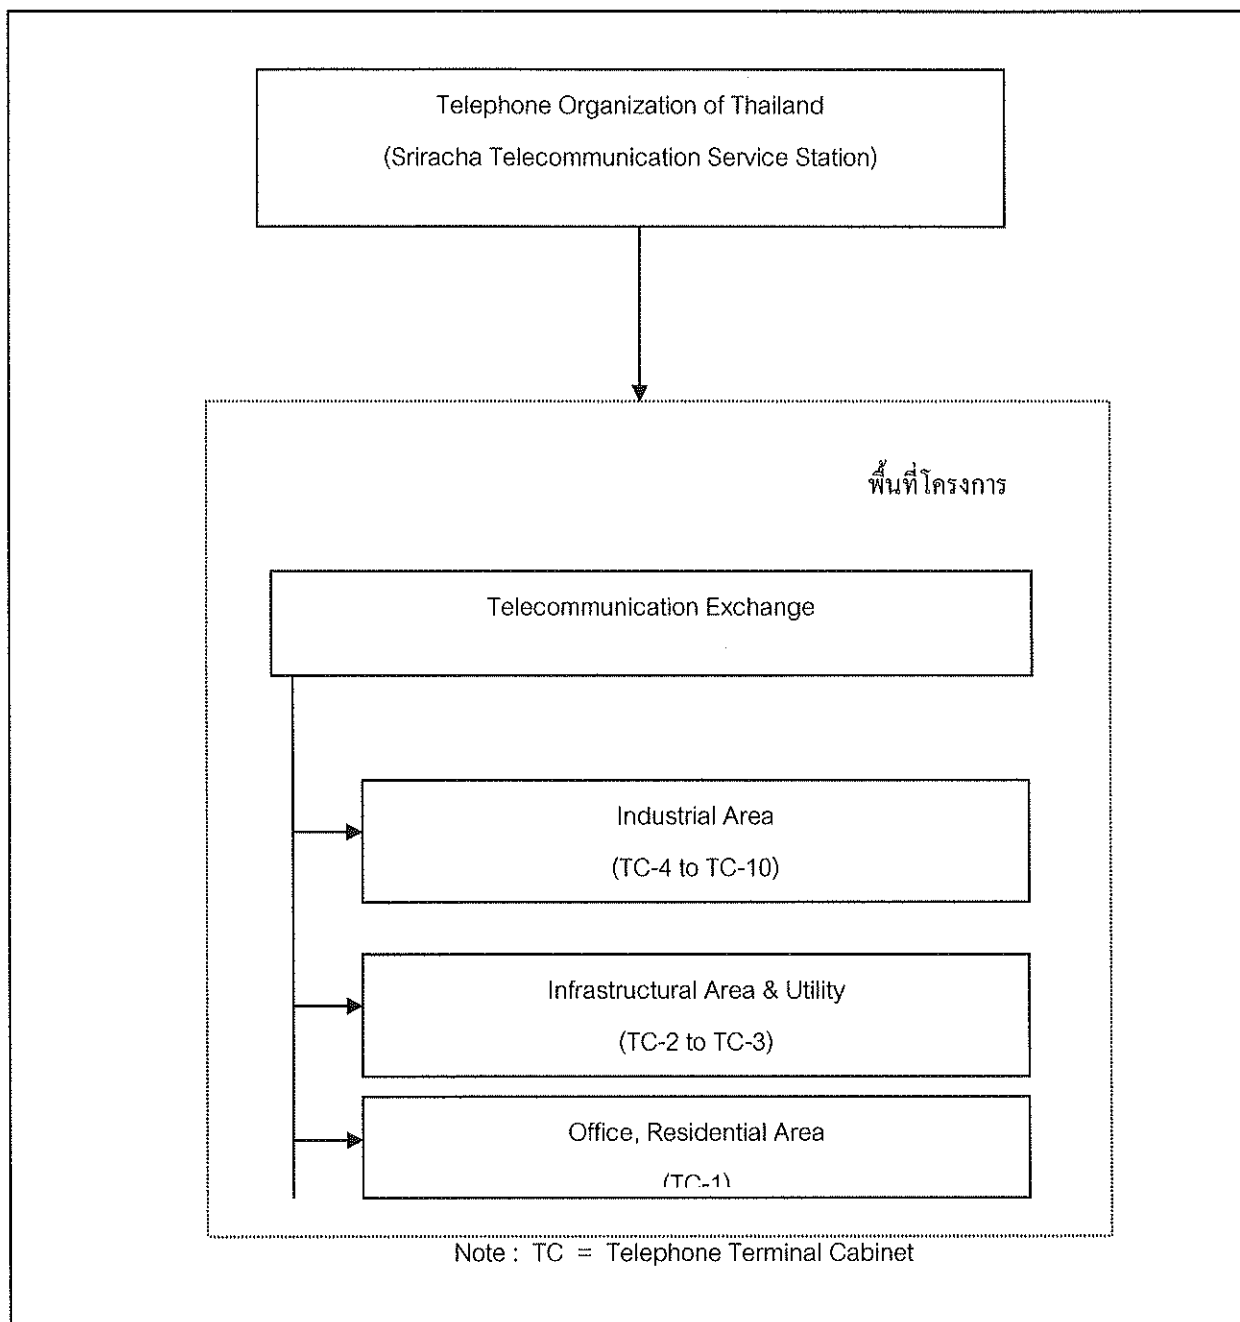 Telephone Organization of Thailand
(Sriracha Telecommunication Service Station)
พื้นที่โครงการ
Telecommunication Exchange
Industrial Area
(TC-4 to TC-10)
Infrastructural Area & Utility
(TC-2 to TC-3)
Office, Residential Area
(TC-1)
Note : TC = Telephone Terminal Cabinet